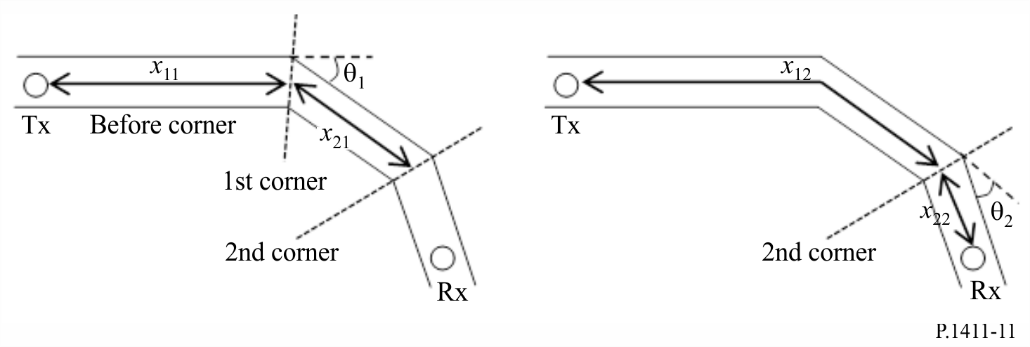 x11
θ1
Tx
Before corner
x21
1st corner
2nd corner
Rx
x12
Tx
x22
θ2
2nd corner
Rx
P.1411-11